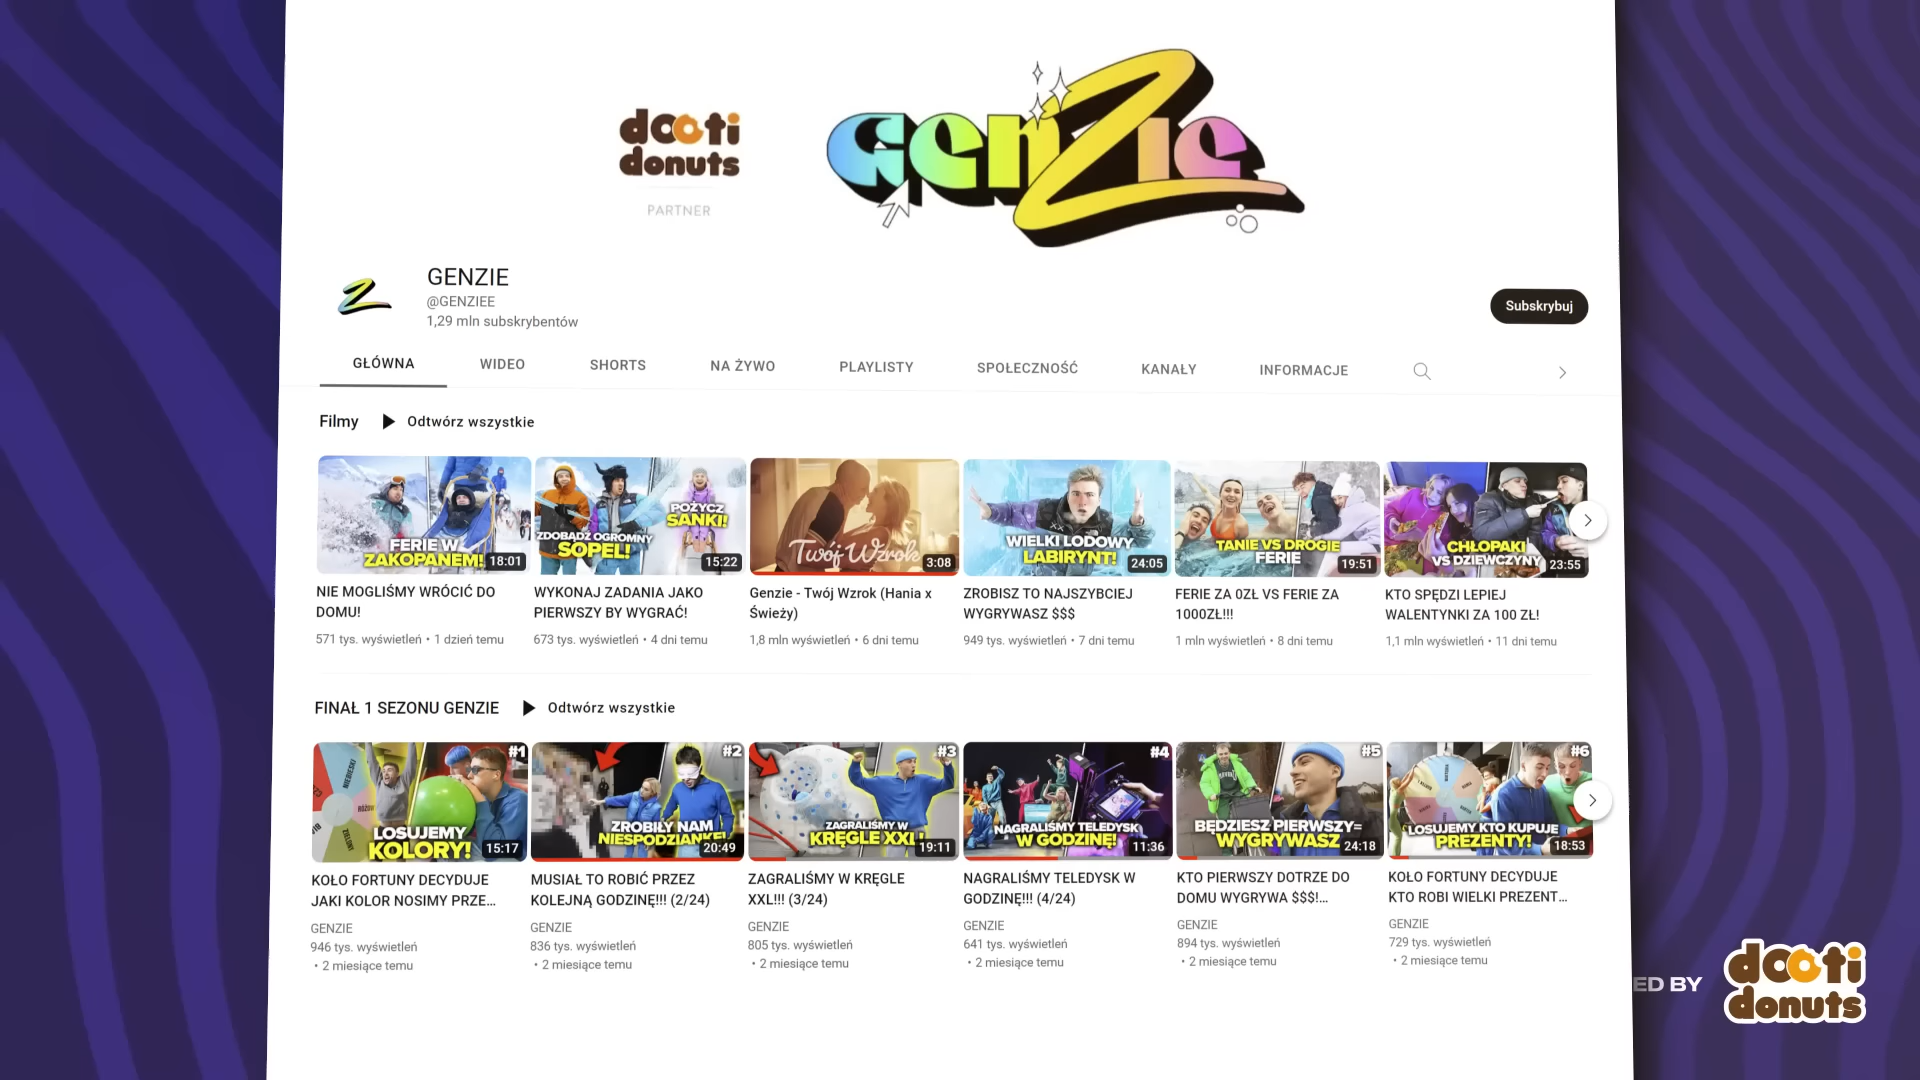 dooti
donuts
PARTNER
GenZie
GENZIE
@GENZIEE
1,29 mln subskrybentów
Subskrybuj
GŁÓWNA
WIDEO
SHORTS
NA ŻYWO
PLAYLISTY
SPOŁECZNOŚĆ
KANAŁY
INFORMACJE
Filmy
Odtwórz wszystkie
FERIE W
ZAKOPANEM!
18:01
ZDOBĄDŹ OGROMNY
SOPEL!
POŻYCZ
SANKI!
15:22
Twój Wzrok
3:08
WIELKI LODOWY
LABIRYNT!
24:05
TANIE VS DROGIE
FERIE
19:51
CHŁOPAKI
VS DZIEWCZYNY
23:55
NIE MOGLIŚMY WRÓCIĆ DO
DOMU!
571 tys. wyświetleń • 1 dzień temu
WYKONAJ ZADANIA JAKO
PIERWSZY BY WYGRAĆ!
673 tys. wyświetleń • 4 dni temu
Genzie - Twój Wzrok (Hania x
Świeży)
1,8 mln wyświetleń • 6 dni temu
ZROBISZ TO NAJSZYBCIEJ
WYGRYWASZ $$$
949 tys. wyświetleń • 7 dni temu
FERIE ZA 0ZŁ VS FERIE ZA
1000ZŁ!!!
1 mln wyświetleń • 8 dni temu
KTO SPĘDZI LEPIEJ
WALENTYNKI ZA 100 ZŁ!
1,1 mln wyświetleń • 11 dni temu
FINAŁ 1 SEZONU GENZIE
Odtwórz wszystkie
#1
NIEBIESKI
RÓŻOWY
ZIELONY
LOSUJEMY
KOLORY!
15:17
#2
ZROBIŁY NAM
NIESPODZIANKĘ!
20:49
#3
ZAGRALIŚMY W
KRĘGLE XXL!
19:11
#4
NAGRALIŚMY TELEDYSK
W GODZINĘ!
11:36
#5
BĘDZIESZ PIERWSZY=
WYGRYWASZ
24:18
#6
LOSUJEMY KTO KUPUJE
PREZENTY!
18:53
KOŁO FORTUNY DECYDUJE
JAKI KOLOR NOSIMY PRZE...
GENZIE
946 tys. wyświetleń
• 2 miesiące temu
MUSIAŁ TO ROBIĆ PRZEZ
KOLEJNĄ GODZINĘ!!! (2/24)
GENZIE
836 tys. wyświetleń
• 2 miesiące temu
ZAGRALIŚMY W KRĘGLE
XXL!!! (3/24)
GENZIE
805 tys. wyświetleń
• 2 miesiące temu
NAGRALIŚMY TELEDYSK W
GODZINĘ!!! (4/24)
GENZIE
641 tys. wyświetleń
• 2 miesiące temu
KTO PIERWSZY DOTRZE DO
DOMU WYGRYWA $$$!...
GENZIE
894 tys. wyświetleń
• 2 miesiące temu
KOŁO FORTUNY DECYDUJE
KTO ROBI WIELKI PREZENT...
GENZIE
729 tys. wyświetleń
• 2 miesiące temu
ED BY
dooti
donuts